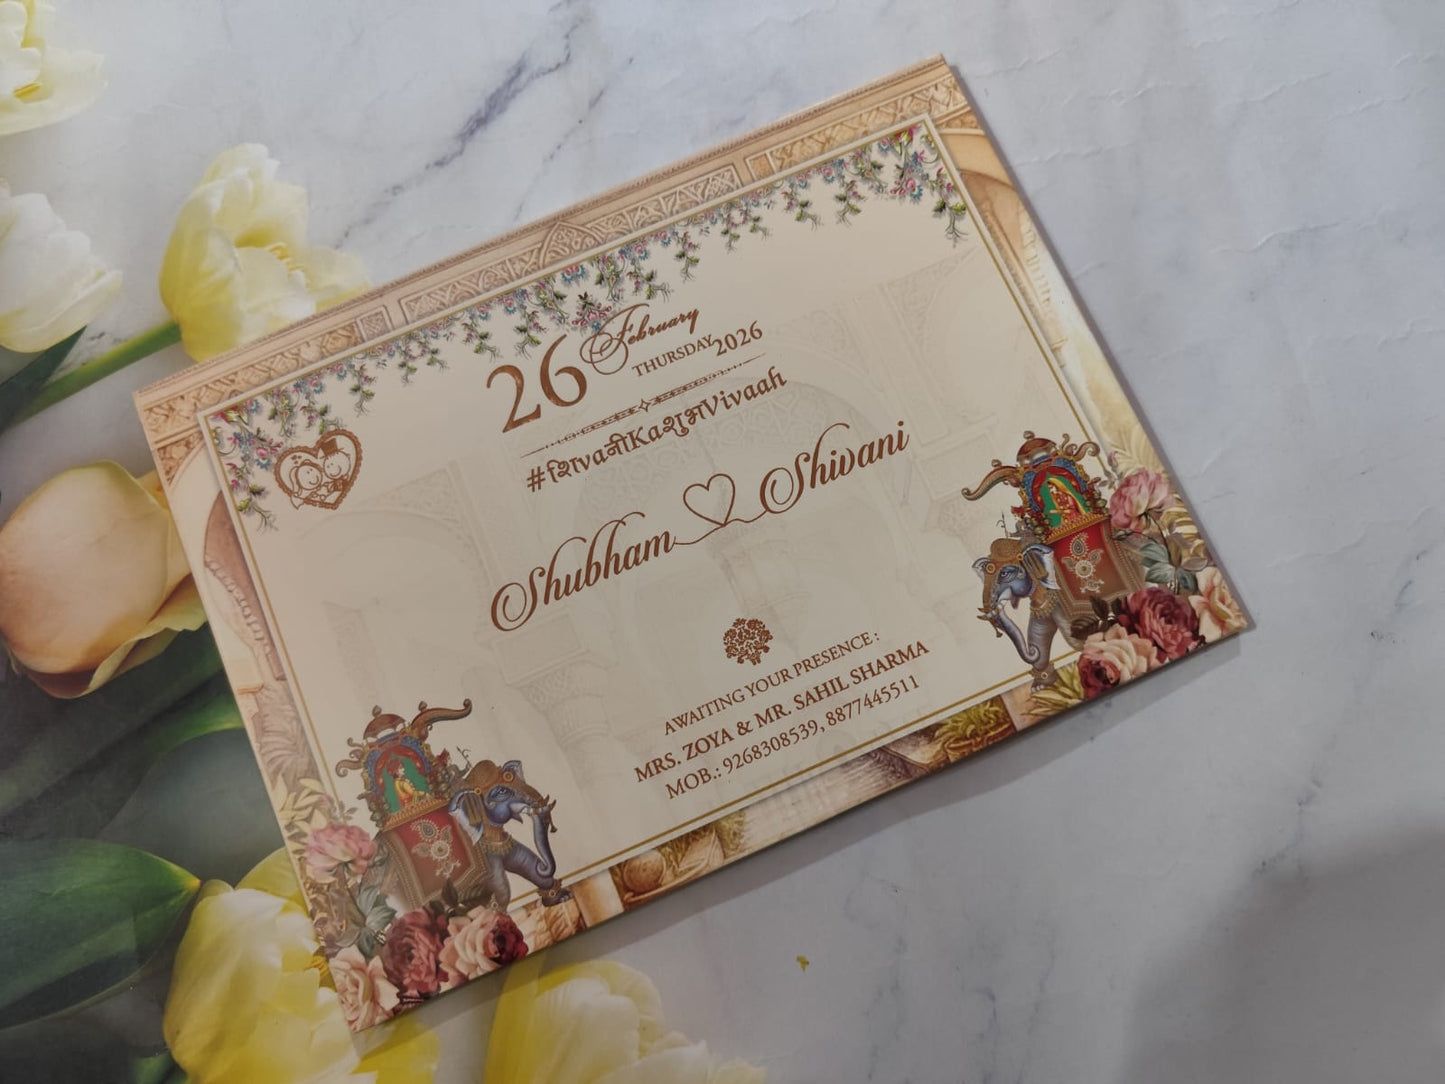 26 February
THURSDAY 2026
#शिvaनीKaशुभVivaah
Shubham Shivani
AWAITING YOUR PRESENCE :
MRS. ZOYA & MR. SAHIL SHARMA
MOB.: 9268308539, 8877445511